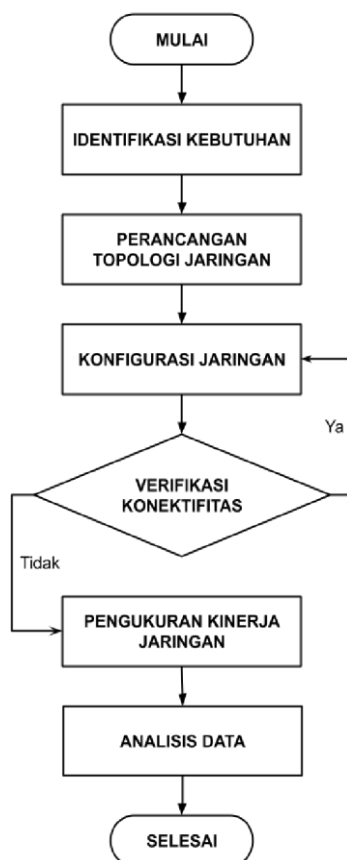 MULAI
IDENTIFIKASI KEBUTUHAN
PERANCANGAN
TOPOLOGI JARINGAN
KONFIGURASI JARINGAN
Ya
VERIFIKASI
KONEKTIFITAS
Tidak
PENGUKURAN KINERJA
JARINGAN
ANALISIS DATA
SELESAI